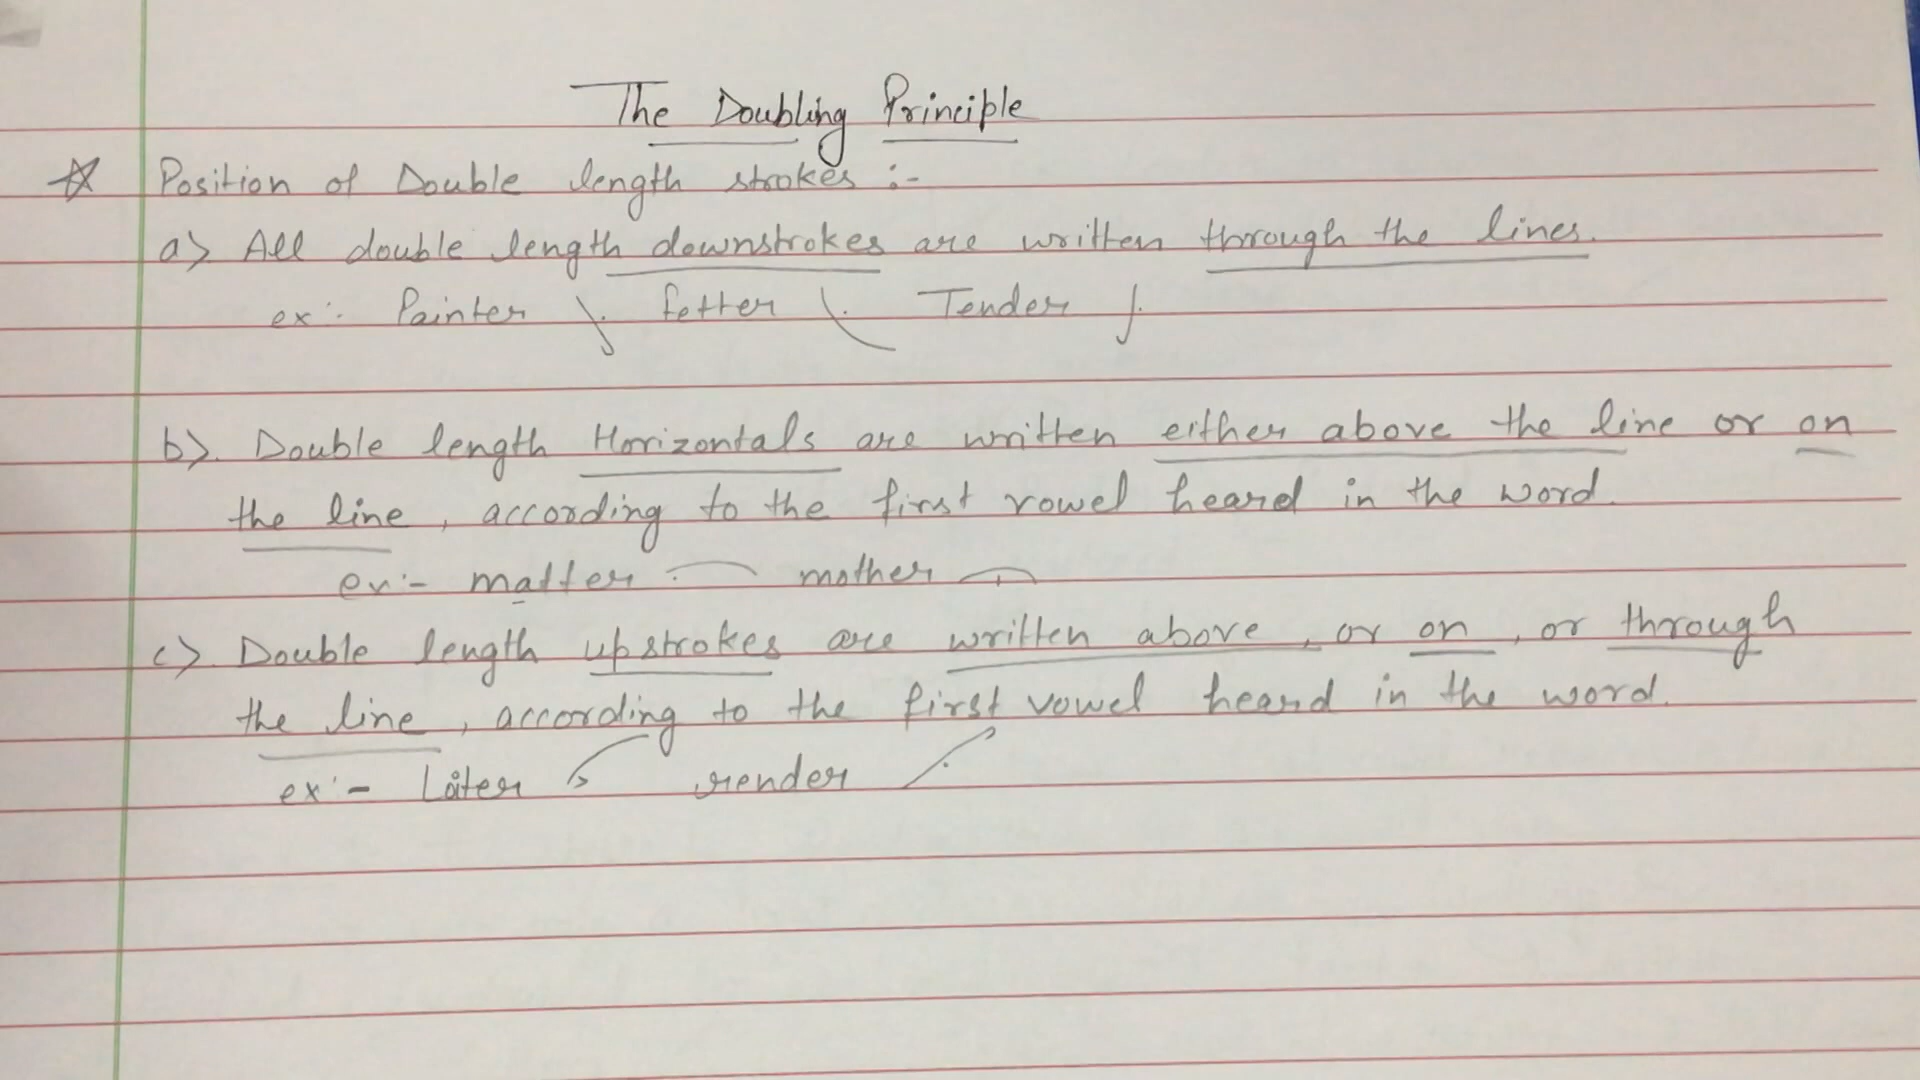 The Doubling Principle
☆ Position of Double length strokes :-
a) All double length downstrokes are written through the lines.
ex:- Painter fetter Tender
b). Double length Horizontals are written either above the line or on
the line, according to the first vowel heard in the word.
ex:- matter mother
c). Double length upstrokes are written above, or on, or through
the line, according to the first vowel heard in the word.
ex:- Later render